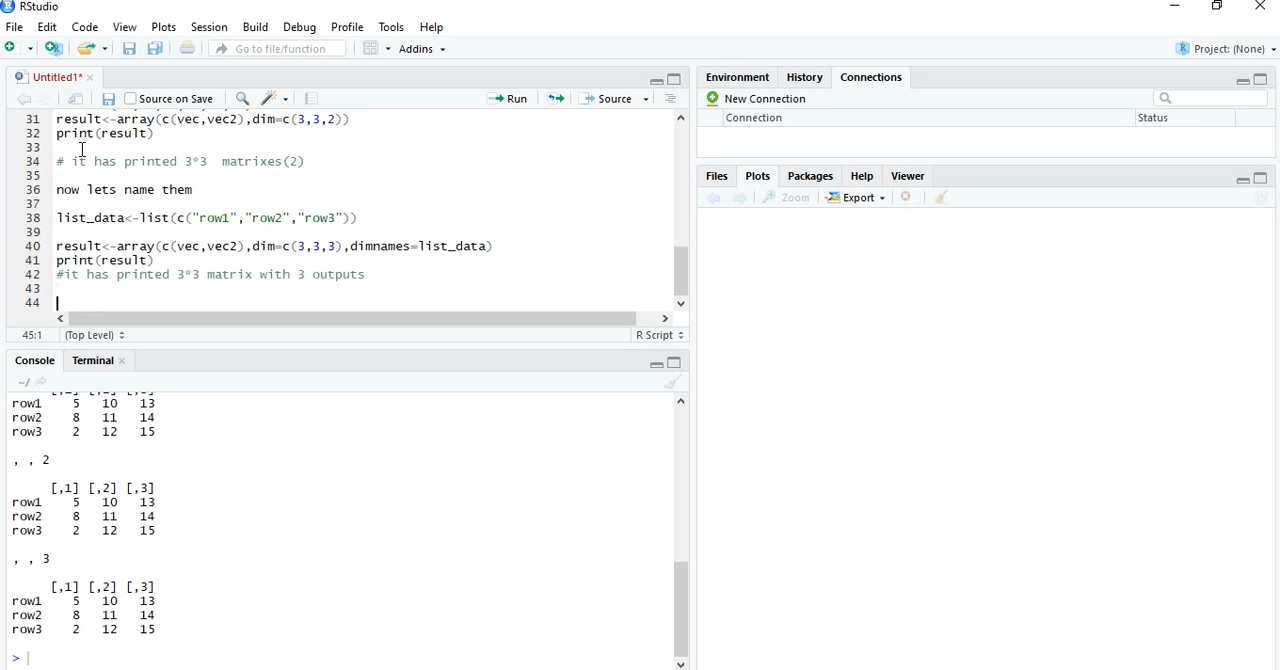 RStudio
File Edit Code View Plots Session Build Debug Profile Tools Help
Go to file/function Addins Project: (None)
Untitled1*
Source on Save Run Source
31 result<-array(c(vec,vec2),dim=c(3,3,2))
32 print(result)
33
34 # it has printed 3*3 matrixes(2)
35
36 now lets name them
37
38 list_data<-list(c("row1","row2","row3"))
39
40 result<-array(c(vec,vec2),dim=c(3,3,3),dimnames=list_data)
41 print(result)
42 #it has printed 3*3 matrix with 3 outputs
43
44
45:1 (Top Level) R Script
Console Terminal
~/
row1 5 10 13
row2 8 11 14
row3 2 12 15
, , 2
[,1] [,2] [,3]
row1 5 10 13
row2 8 11 14
row3 2 12 15
, , 3
[,1] [,2] [,3]
row1 5 10 13
row2 8 11 14
row3 2 12 15
>
Environment History Connections
New Connection
Connection Status
Files Plots Packages Help Viewer
Zoom Export